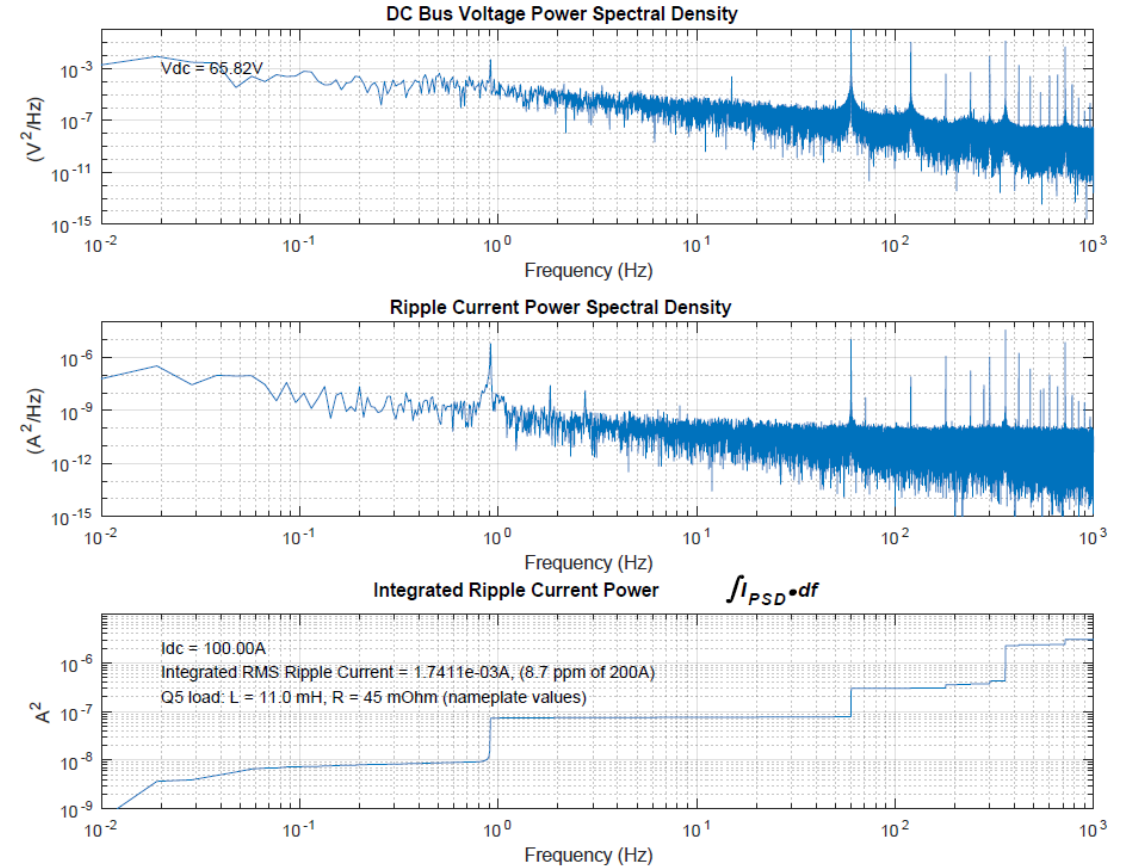 DC Bus Voltage Power Spectral Density
(V²/Hz)
10⁻³
10⁻⁷
10⁻¹¹
10⁻¹⁵
Vdc = 65.82V
10⁻² 10⁻¹ 10⁰ 10¹ 10² 10³
Frequency (Hz)
Ripple Current Power Spectral Density
(A²/Hz)
10⁻⁶
10⁻⁹
10⁻¹²
10⁻¹⁵
10⁻² 10⁻¹ 10⁰ 10¹ 10² 10³
Frequency (Hz)
Integrated Ripple Current Power ∫I_PSD•df
A²
10⁻⁶
10⁻⁷
10⁻⁸
10⁻⁹
Idc = 100.00A
Integrated RMS Ripple Current = 1.7411e-03A, (8.7 ppm of 200A)
Q5 load: L = 11.0 mH, R = 45 mOhm (nameplate values)
10⁻² 10⁻¹ 10⁰ 10¹ 10² 10³
Frequency (Hz)